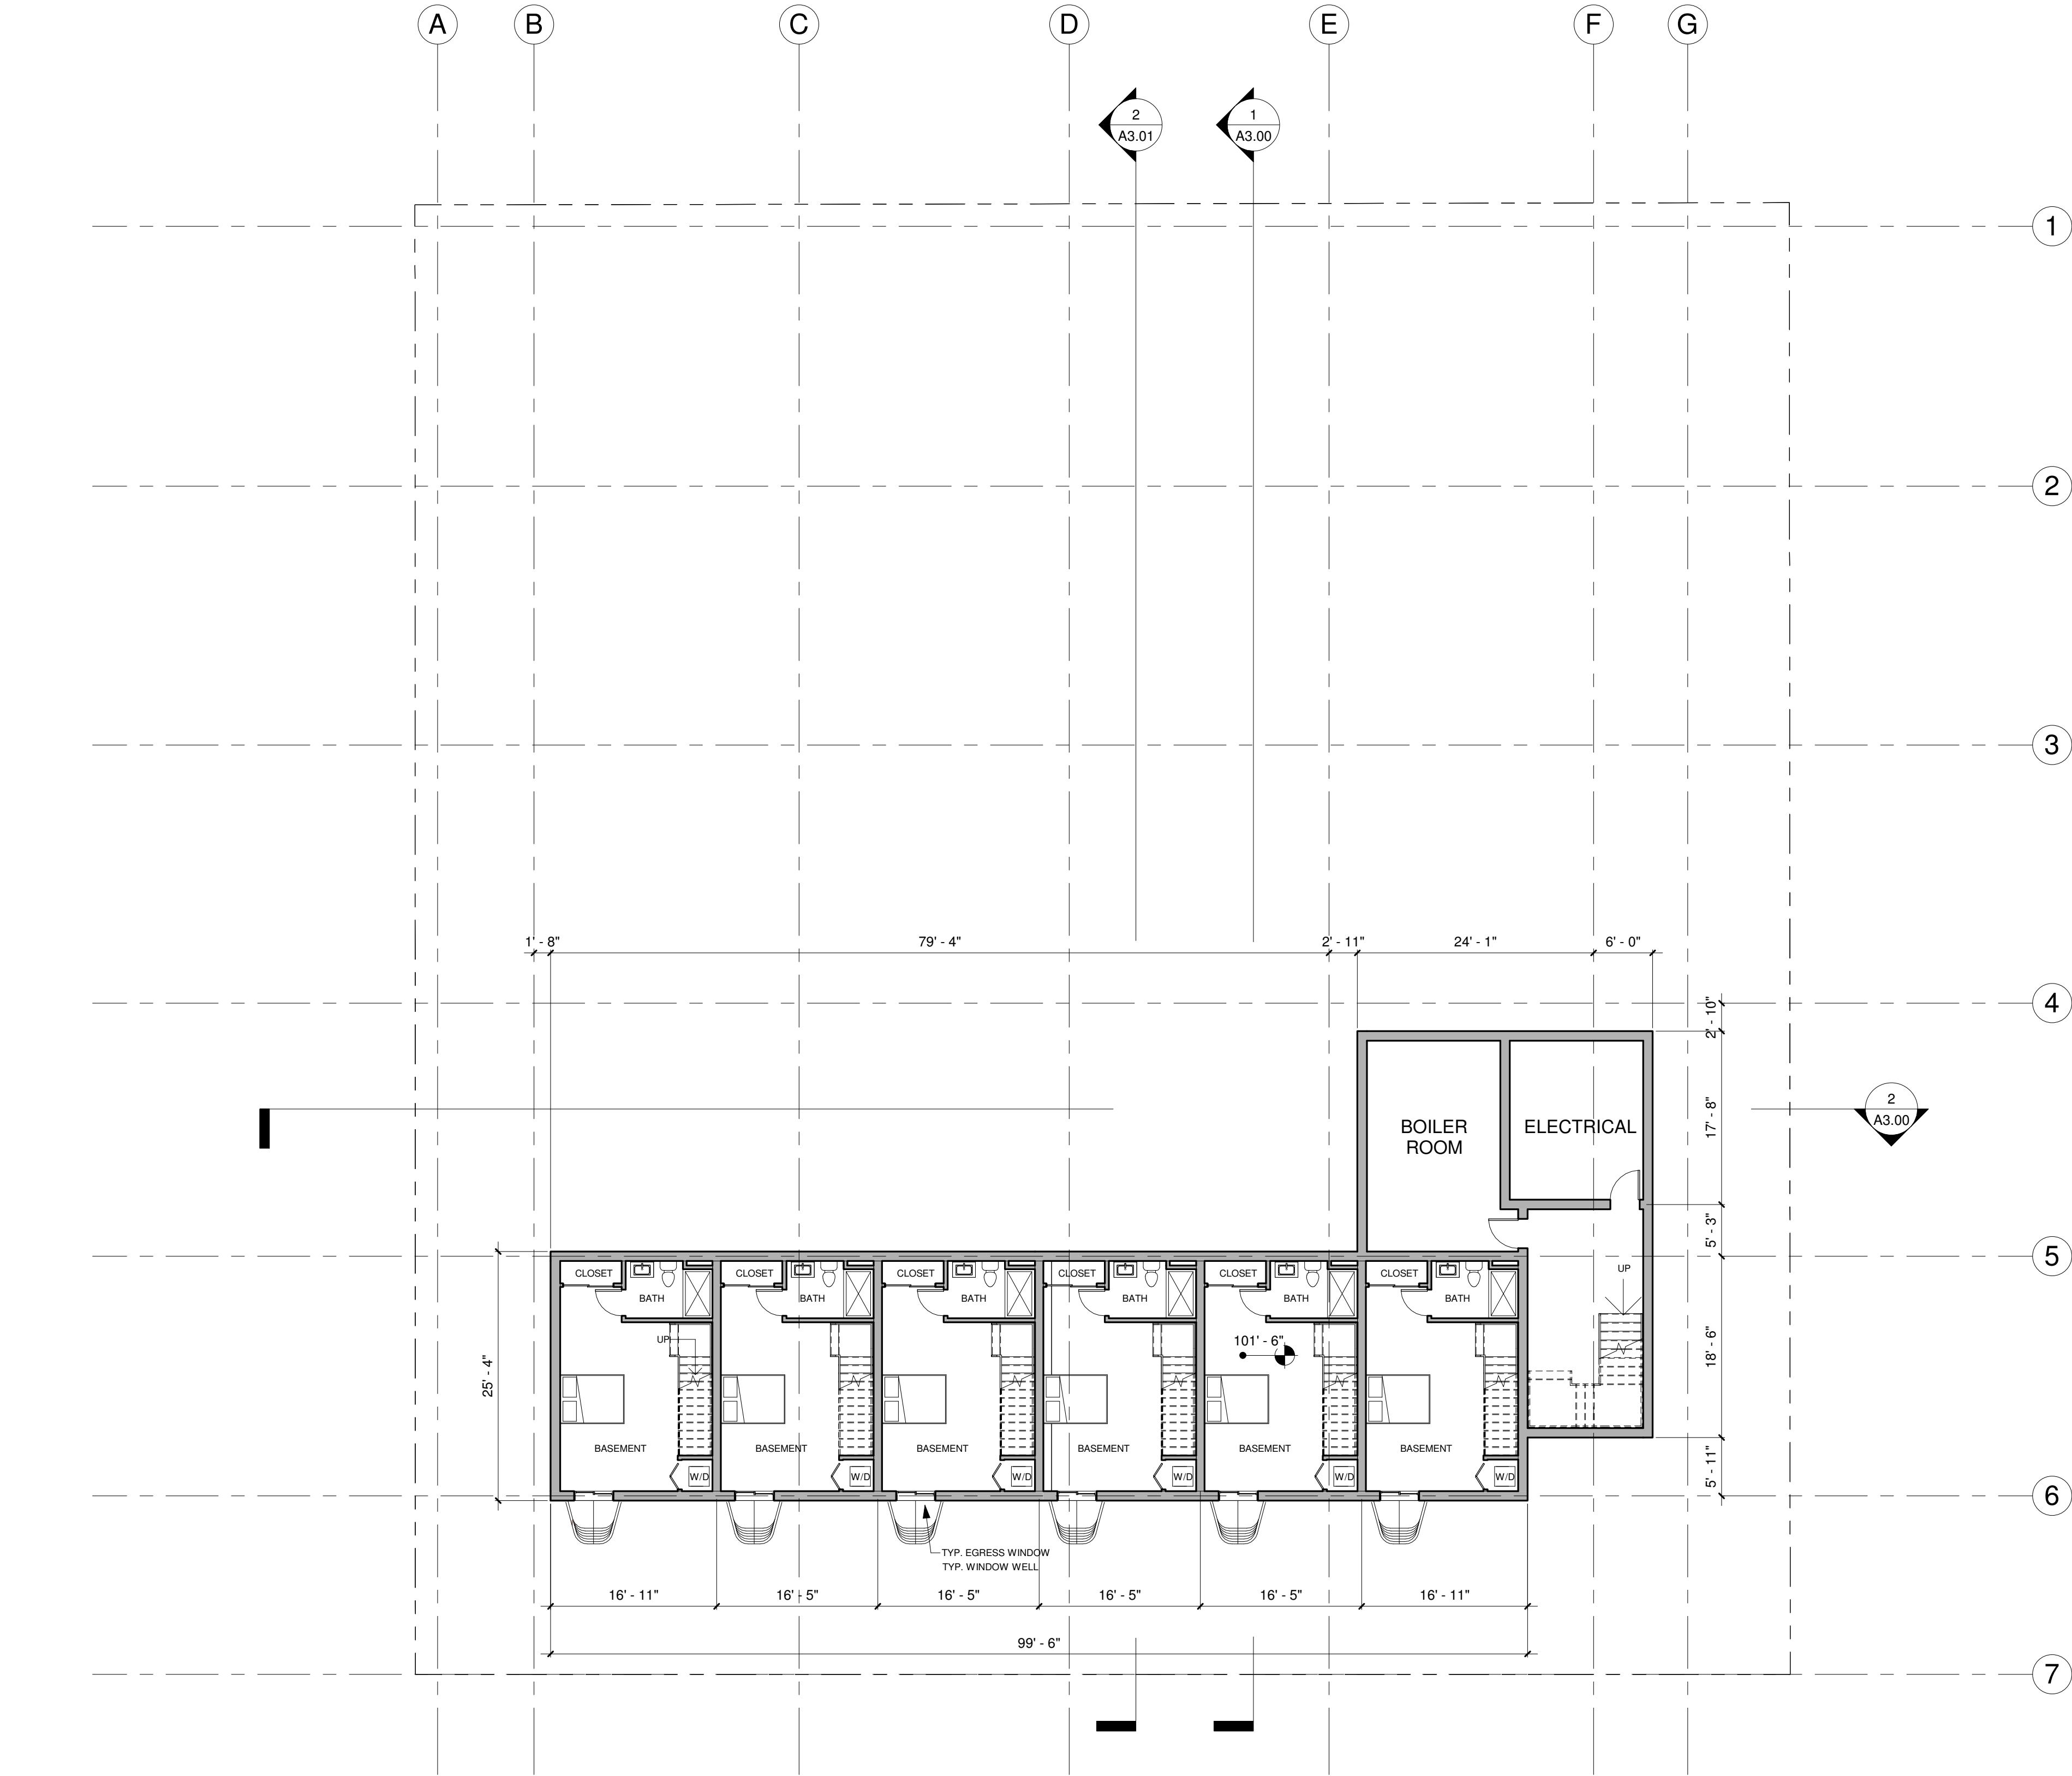 A B C D E F G
2
A3.01
1
A3.00
1
2
3
1' - 8" 79' - 4" 2' - 11" 24' - 1" 6' - 0"
4
2' - 10"
2
A3.00
17' - 8"
BOILER
ROOM
ELECTRICAL
5' - 3"
5
UP
CLOSET CLOSET CLOSET CLOSET CLOSET CLOSET
BATH BATH BATH BATH BATH BATH
UP
101' - 6"
25' - 4"
18' - 6"
BASEMENT BASEMENT BASEMENT BASEMENT BASEMENT BASEMENT
W/D W/D W/D W/D W/D W/D
5' - 11"
6
TYP. EGRESS WINDOW
TYP. WINDOW WELL
16' - 11" 16' - 5" 16' - 5" 16' - 5" 16' - 5" 16' - 11"
99' - 6"
7